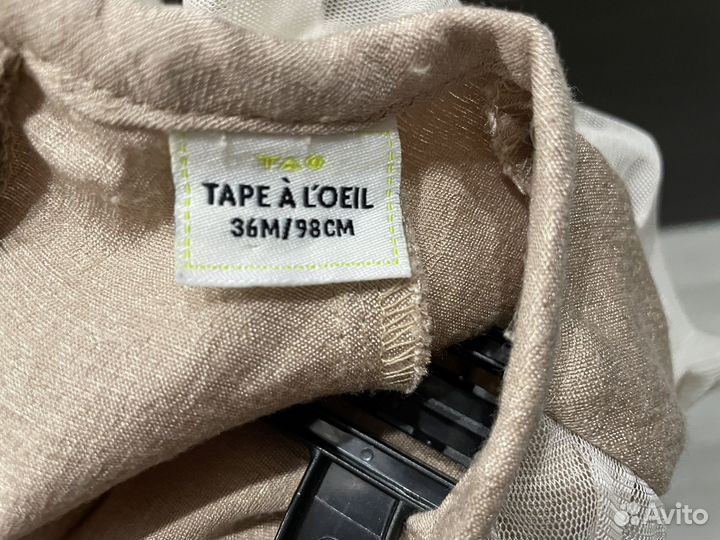 TAO
TAPE À L'OEIL
36M/98CM
Avito